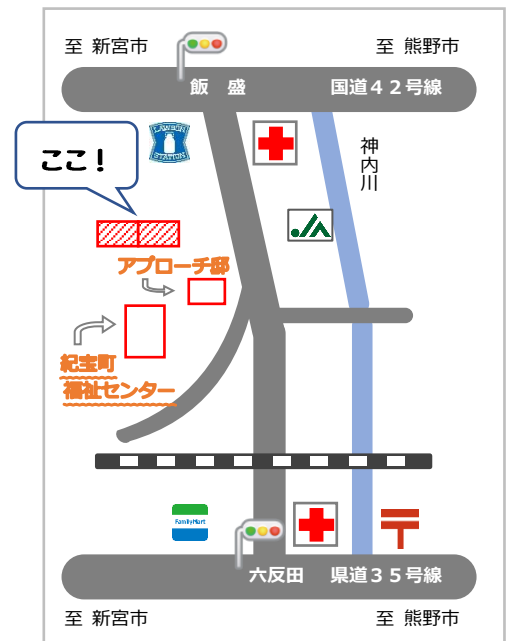 至 新宮市
至 熊野市
飯 盛
国道42号線
LAWSON
STATION
神内川
ここ!
JA
アプローチ邸
紀宝町
福祉センター
FamilyMart
六反田
県道35号線
至 新宮市
至 熊野市